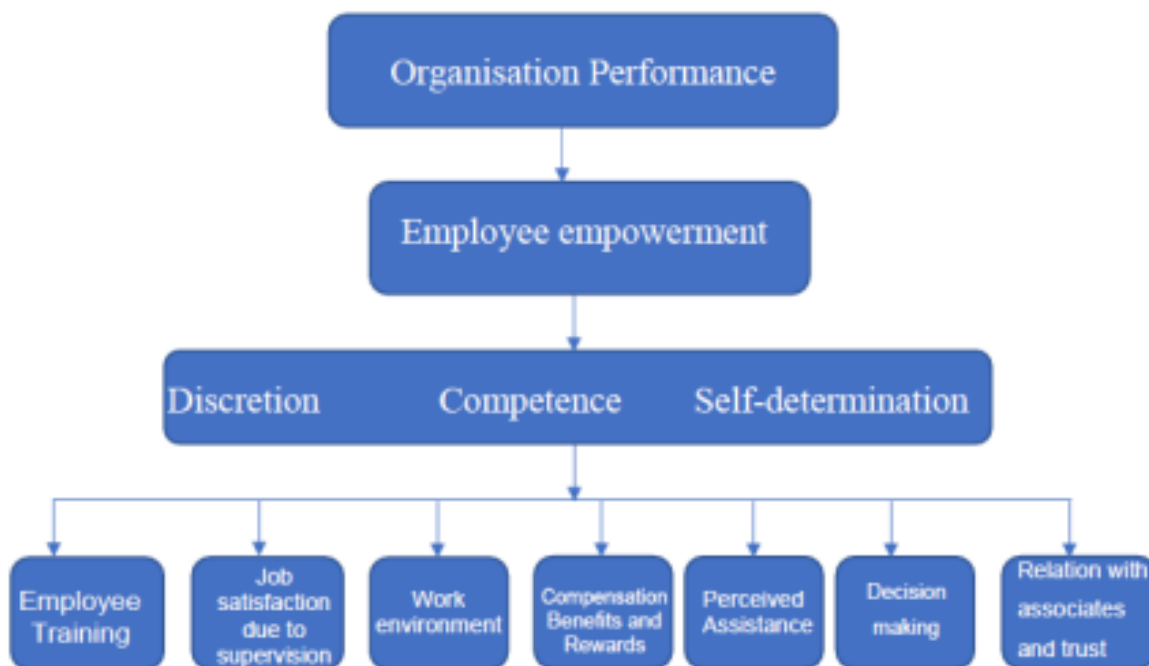 Organisation Performance
Employee empowerment
Discretion Competence Self-determination
Employee
Training
Job
satisfaction
due to
supervision
Work
environment
Compensation
Benefits and
Rewards
Perceived
Assistance
Decision
making
Relation with
associates
and trust